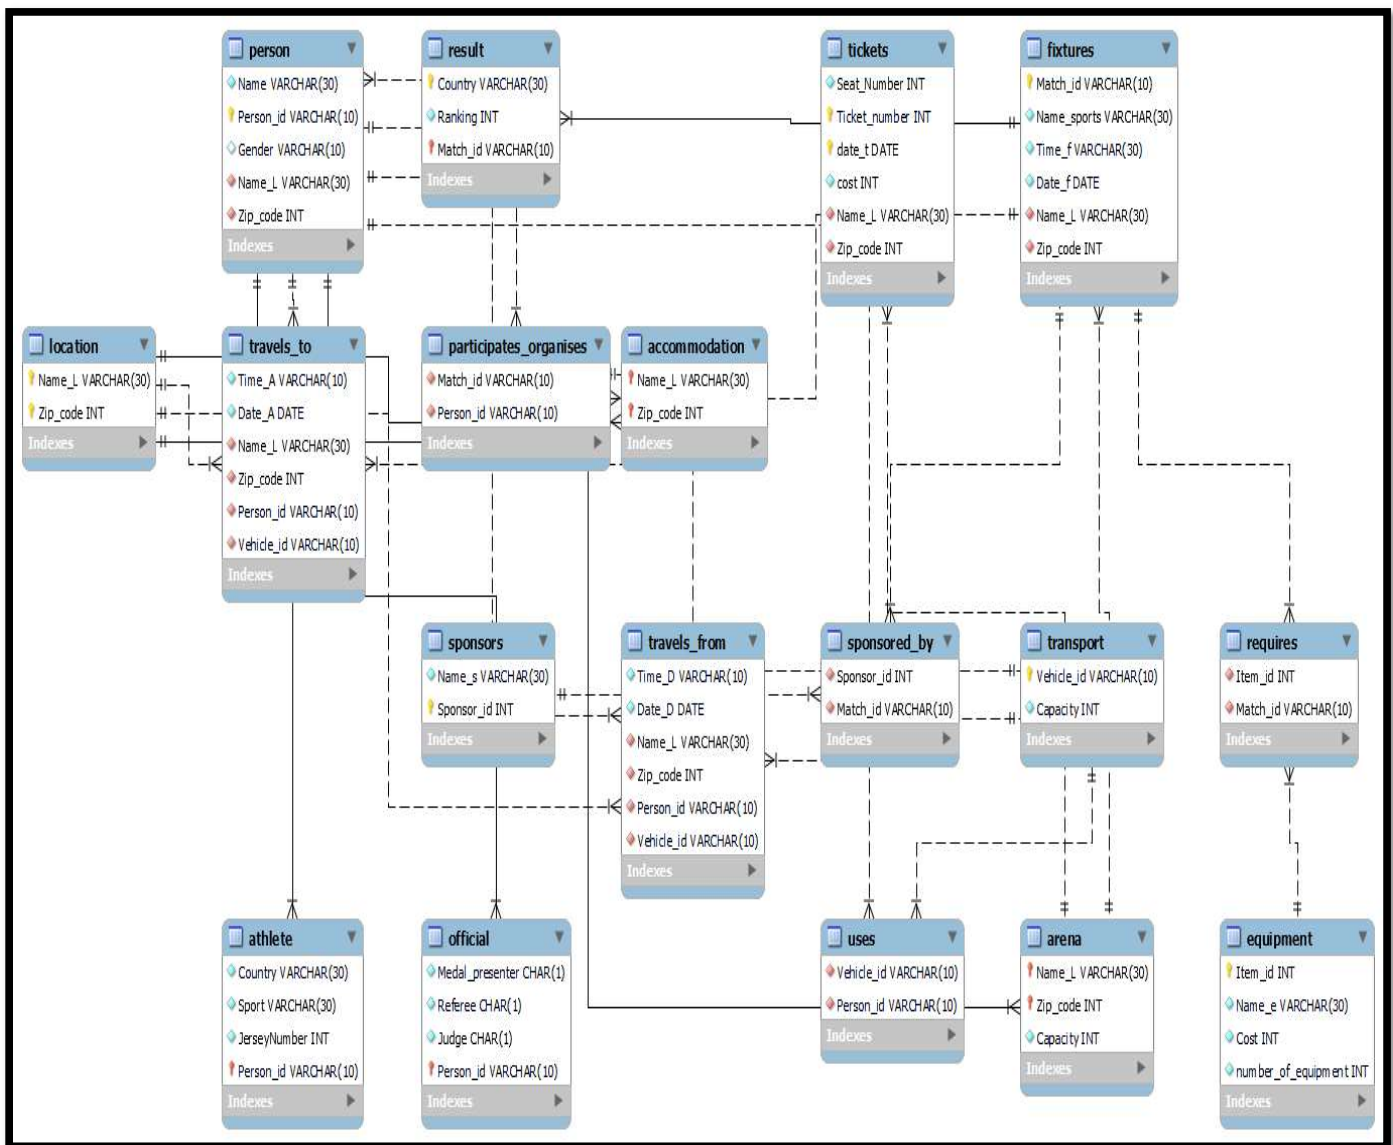 person
Name VARCHAR(30)
Person_id VARCHAR(10)
Gender VARCHAR(10)
Name_L VARCHAR(30)
Zip_code INT
Indexes
result
Country VARCHAR(30)
Ranking INT
Match_id VARCHAR(10)
Indexes
tickets
Seat_Number INT
Ticket_number INT
date_t DATE
cost INT
Name_L VARCHAR(30)
Zip_code INT
Indexes
fixtures
Match_id VARCHAR(10)
Name_sports VARCHAR(30)
Time_f VARCHAR(30)
Date_f DATE
Name_L VARCHAR(30)
Zip_code INT
Indexes
location
Name_L VARCHAR(30)
Zip_code INT
Indexes
travels_to
Time_A VARCHAR(10)
Date_A DATE
Name_L VARCHAR(30)
Zip_code INT
Person_id VARCHAR(10)
Vehicle_id VARCHAR(10)
Indexes
participates_organises
Match_id VARCHAR(10)
Person_id VARCHAR(10)
Indexes
accommodation
Name_L VARCHAR(30)
Zip_code INT
Indexes
sponsors
Name_s VARCHAR(30)
Sponsor_id INT
Indexes
travels_from
Time_D VARCHAR(10)
Date_D DATE
Name_L VARCHAR(30)
Zip_code INT
Person_id VARCHAR(10)
Vehicle_id VARCHAR(10)
Indexes
sponsored_by
Sponsor_id INT
Match_id VARCHAR(10)
Indexes
transport
Vehicle_id VARCHAR(10)
Capacity INT
Indexes
requires
Item_id INT
Match_id VARCHAR(10)
Indexes
athlete
Country VARCHAR(30)
Sport VARCHAR(30)
JerseyNumber INT
Person_id VARCHAR(10)
Indexes
official
Medal_presenter CHAR(1)
Referee CHAR(1)
Judge CHAR(1)
Person_id VARCHAR(10)
Indexes
uses
Vehicle_id VARCHAR(10)
Person_id VARCHAR(10)
Indexes
arena
Name_L VARCHAR(30)
Zip_code INT
Capacity INT
Indexes
equipment
Item_id INT
Name_e VARCHAR(30)
Cost INT
number_of_equipment INT
Indexes